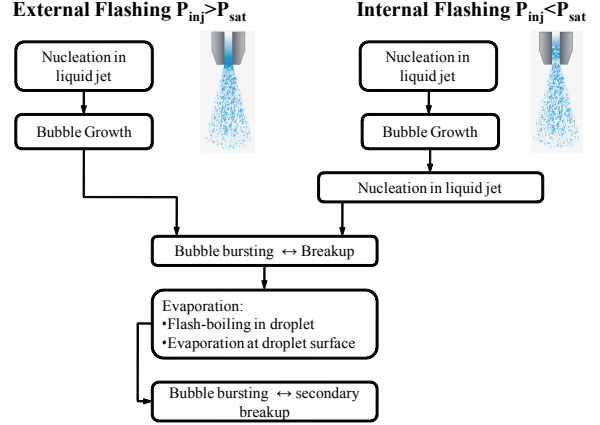 External Flashing P_inj>P_sat
Internal Flashing P_inj<P_sat
Nucleation in
liquid jet
Nucleation in
liquid jet
Bubble Growth
Bubble Growth
Nucleation in liquid jet
Bubble bursting ↔ Breakup
Evaporation:
•Flash-boiling in droplet
•Evaporation at droplet surface
Bubble bursting ↔ secondary
breakup